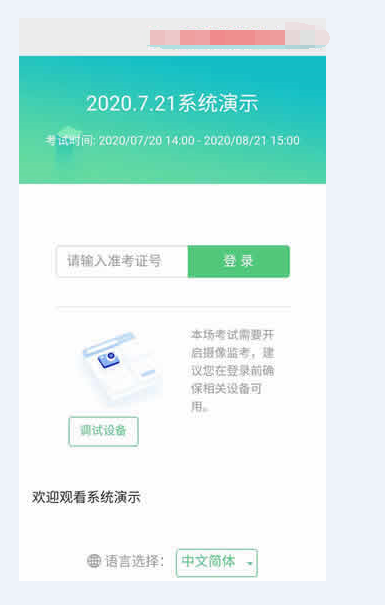 2020.7.21系统演示
考试时间: 2020/07/20 14:00 - 2020/08/21 15:00
请输入准考证号
登 录
本场考试需要开
启摄像监考，建
议您在登录前确
保相关设备可
用。
调试设备
欢迎观看系统演示
语言选择：
中文简体